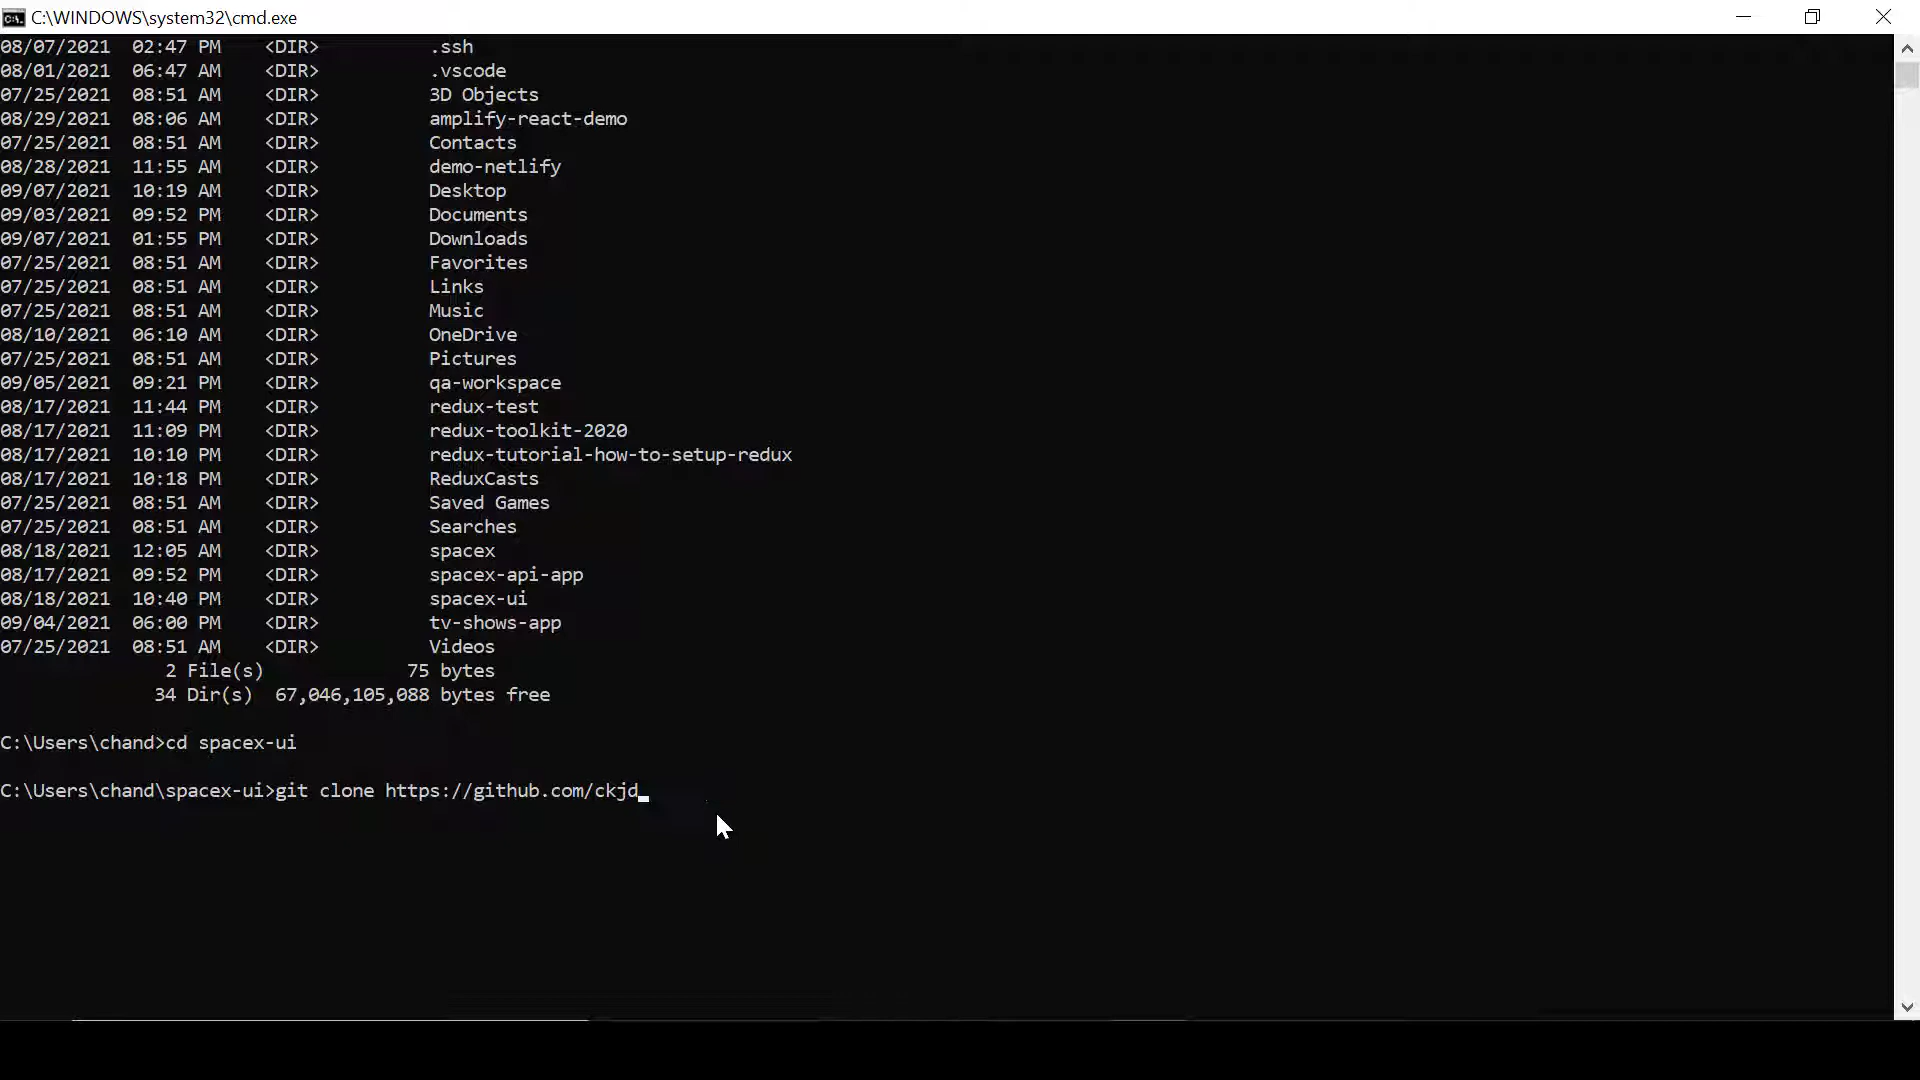 C:\WINDOWS\system32\cmd.exe
08/07/2021  02:47 PM    <DIR>          .ssh
08/01/2021  06:47 AM    <DIR>          .vscode
07/25/2021  08:51 AM    <DIR>          3D Objects
08/29/2021  08:06 AM    <DIR>          amplify-react-demo
07/25/2021  08:51 AM    <DIR>          Contacts
08/28/2021  11:55 AM    <DIR>          demo-netlify
09/07/2021  10:19 AM    <DIR>          Desktop
09/03/2021  09:52 PM    <DIR>          Documents
09/07/2021  01:55 PM    <DIR>          Downloads
07/25/2021  08:51 AM    <DIR>          Favorites
07/25/2021  08:51 AM    <DIR>          Links
07/25/2021  08:51 AM    <DIR>          Music
08/10/2021  06:10 AM    <DIR>          OneDrive
07/25/2021  08:51 AM    <DIR>          Pictures
09/05/2021  09:21 PM    <DIR>          qa-workspace
08/17/2021  11:44 PM    <DIR>          redux-test
08/17/2021  11:09 PM    <DIR>          redux-toolkit-2020
08/17/2021  10:10 PM    <DIR>          redux-tutorial-how-to-setup-redux
08/17/2021  10:18 PM    <DIR>          ReduxCasts
07/25/2021  08:51 AM    <DIR>          Saved Games
07/25/2021  08:51 AM    <DIR>          Searches
08/18/2021  12:05 AM    <DIR>          spacex
08/17/2021  09:52 PM    <DIR>          spacex-api-app
08/18/2021  10:40 PM    <DIR>          spacex-ui
09/04/2021  06:00 PM    <DIR>          tv-shows-app
07/25/2021  08:51 AM    <DIR>          Videos
2 File(s)             75 bytes
34 Dir(s)  67,046,105,088 bytes free
C:\Users\chand>cd spacex-ui
C:\Users\chand\spacex-ui>git clone https://github.com/ckjd